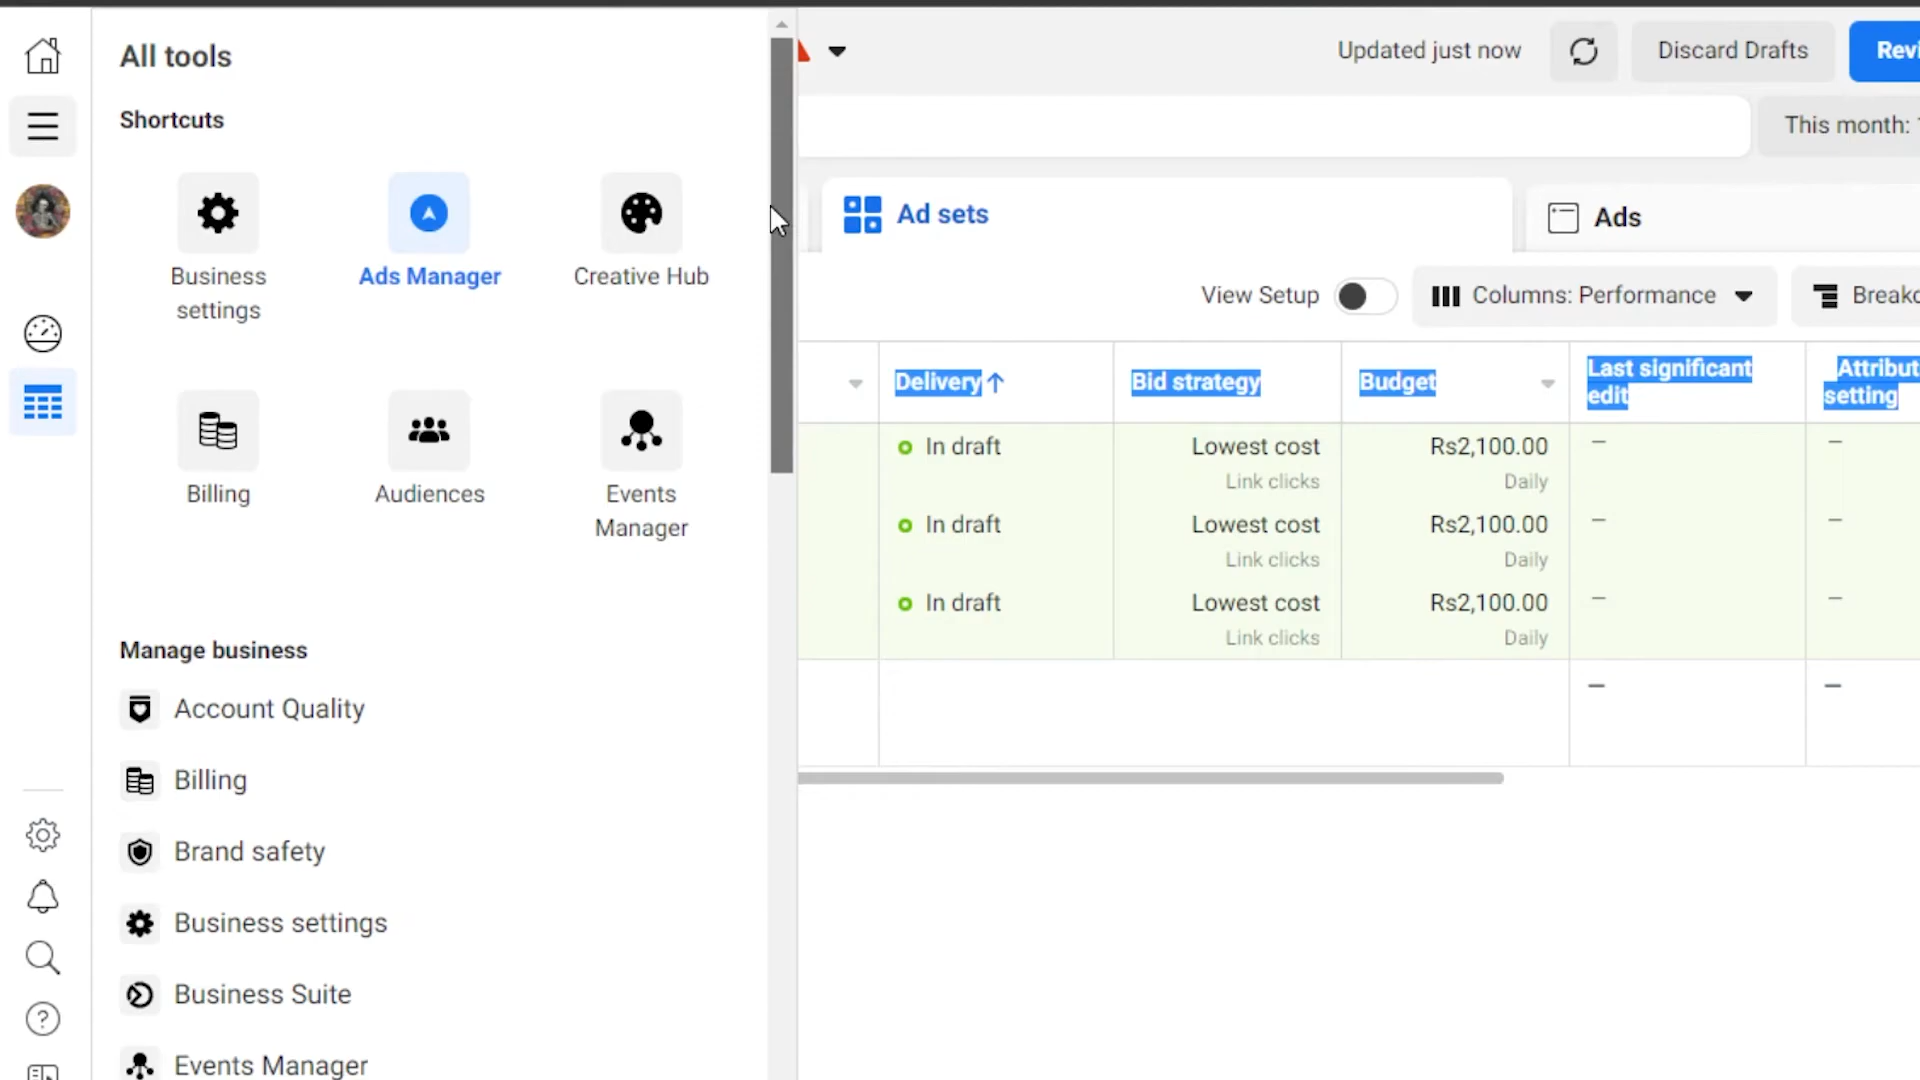 All tools
Shortcuts
Business
settings
Ads Manager
Creative Hub
Billing
Audiences
Events
Manager
Manage business
Account Quality
Billing
Brand safety
Business settings
Business Suite
Events Manager
Updated just now
Discard Drafts
Revi
This month:
Ad sets
Ads
View Setup
Columns: Performance
Breakd
Delivery↑
Bid strategy
Budget
Last significant
edit
Attribut
setting
In draft
Lowest cost
Rs2,100.00
–
–
Link clicks
Daily
In draft
Lowest cost
Rs2,100.00
–
–
Link clicks
Daily
In draft
Lowest cost
Rs2,100.00
–
–
Link clicks
Daily
–
–